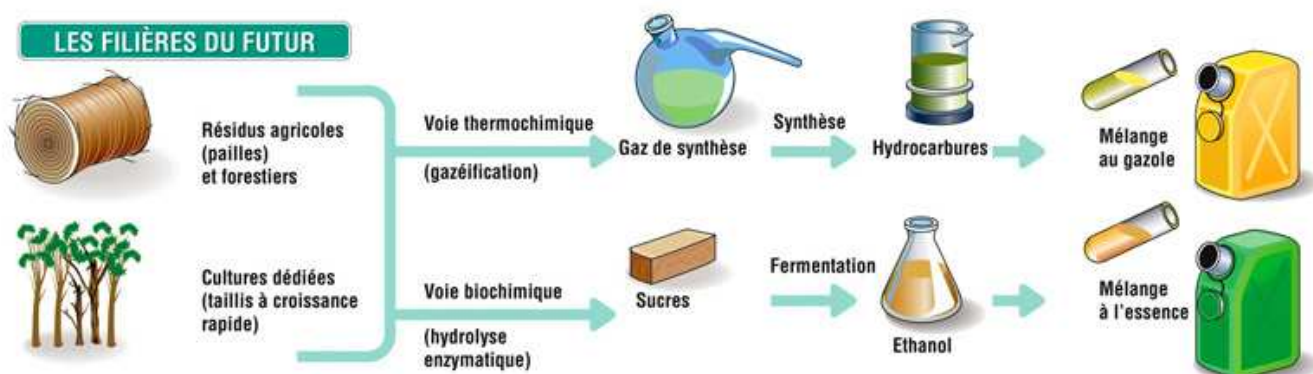 LES FILIÈRES DU FUTUR
Résidus agricoles
(pailles)
et forestiers
Voie thermochimique
(gazéification)
Gaz de synthèse
Synthèse
Hydrocarbures
Mélange
au gazole
Cultures dédiées
(taillis à croissance
rapide)
Voie biochimique
(hydrolyse
enzymatique)
Sucres
Fermentation
Ethanol
Mélange
à l'essence